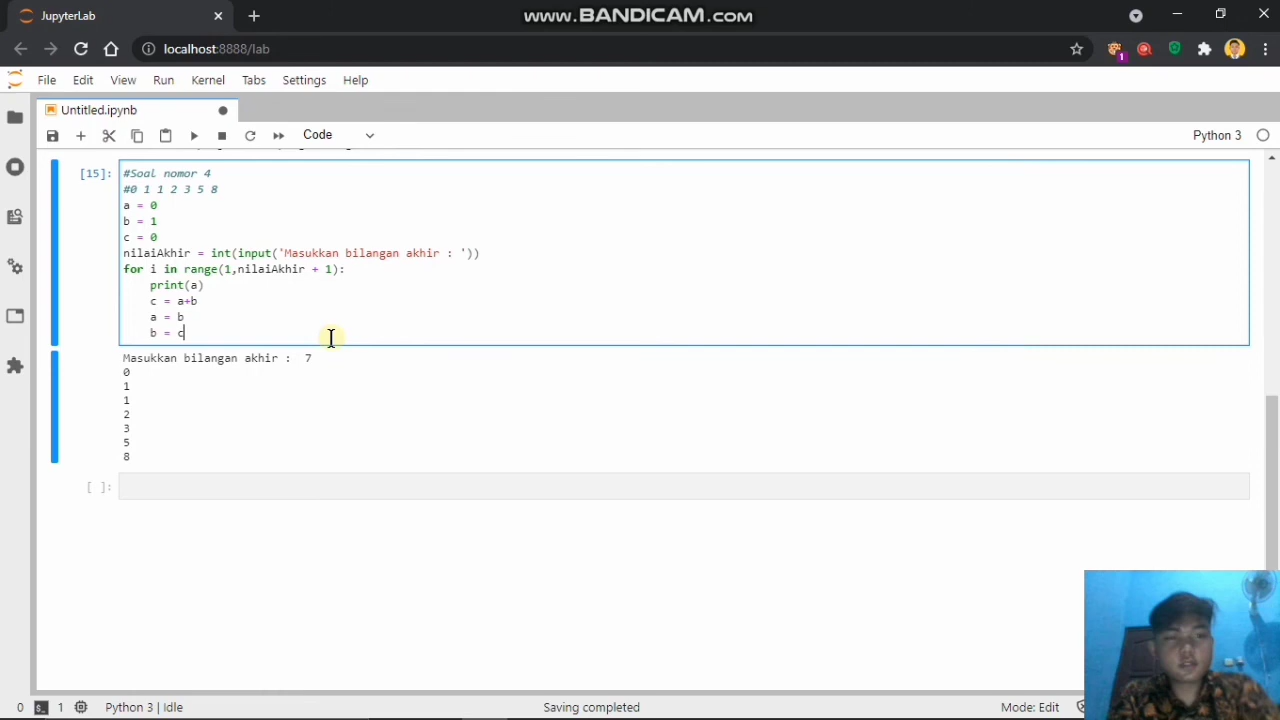 JupyterLab
www.BANDICAM.com
localhost:8888/lab
1
File Edit View Run Kernel Tabs Settings Help
Untitled.ipynb
Code
Python 3
[15]:
#Soal nomor 4
#0 1 1 2 3 5 8
a = 0
b = 1
c = 0
nilaiAkhir = int(input('Masukkan bilangan akhir : '))
for i in range(1,nilaiAkhir + 1):
    print(a)
    c = a+b
    a = b
    b = c
Masukkan bilangan akhir :  7
0
1
1
2
3
5
8
[ ]:
0 1 Python 3 | Idle Saving completed Mode: Edit